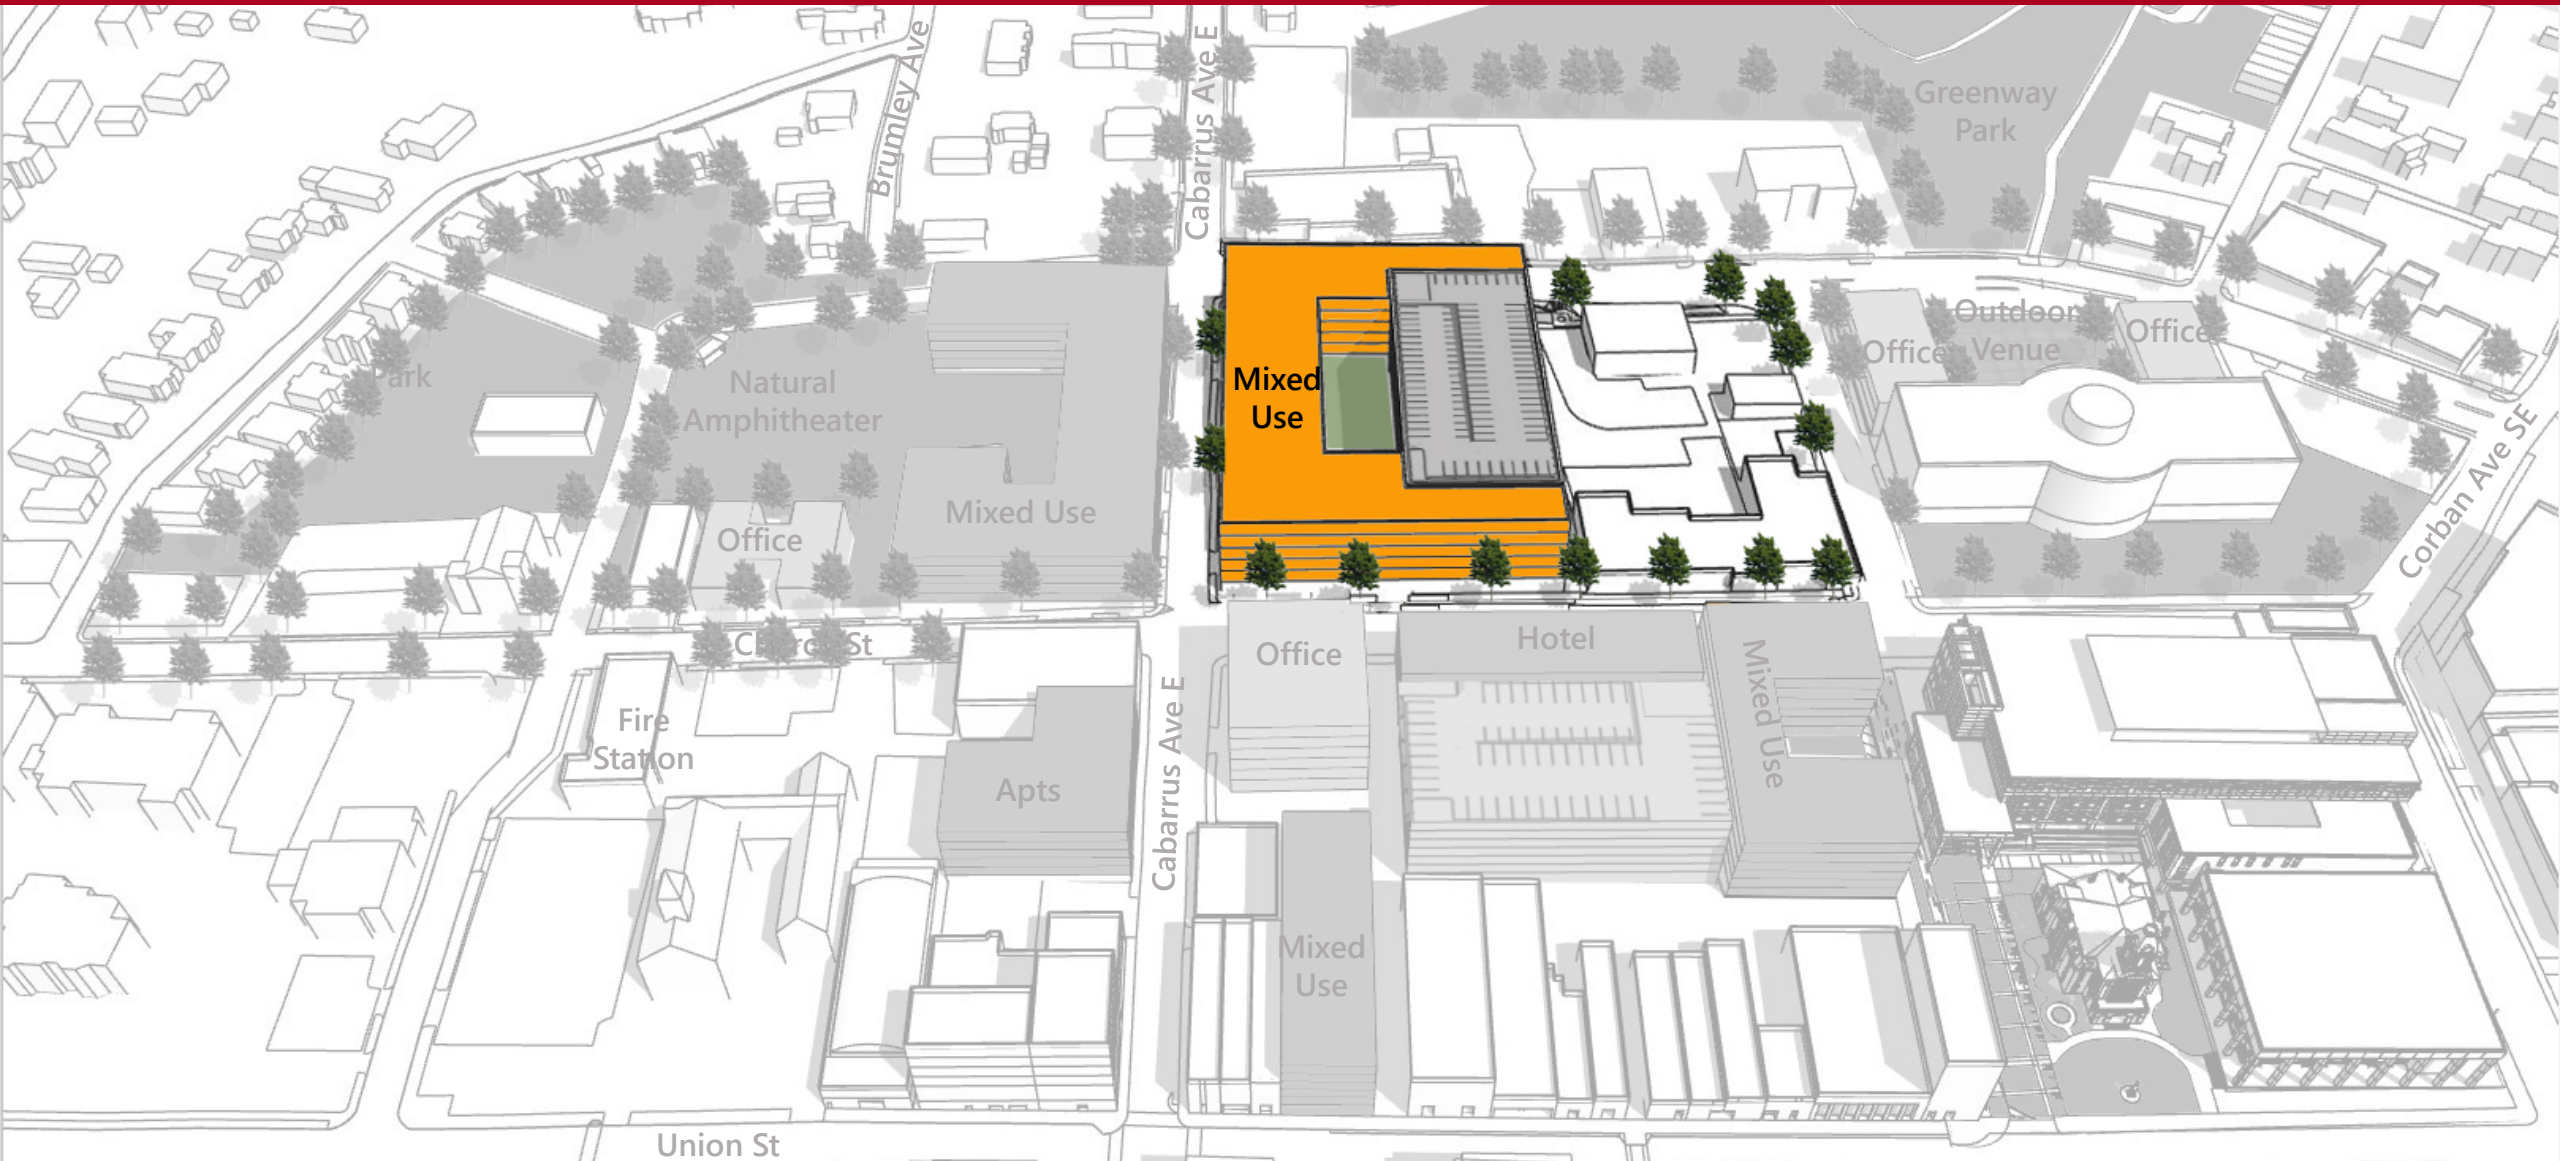 Brumley Ave
Cabarrus Ave E
Greenway
Park
Outdoor
Venue
Office
Office
Park
Natural
Amphitheater
Mixed
Use
Mixed Use
Office
Corban Ave SE
Church St
Office
Hotel
Mixed Use
Fire
Station
Apts
Cabarrus Ave E
Mixed
Use
Union St